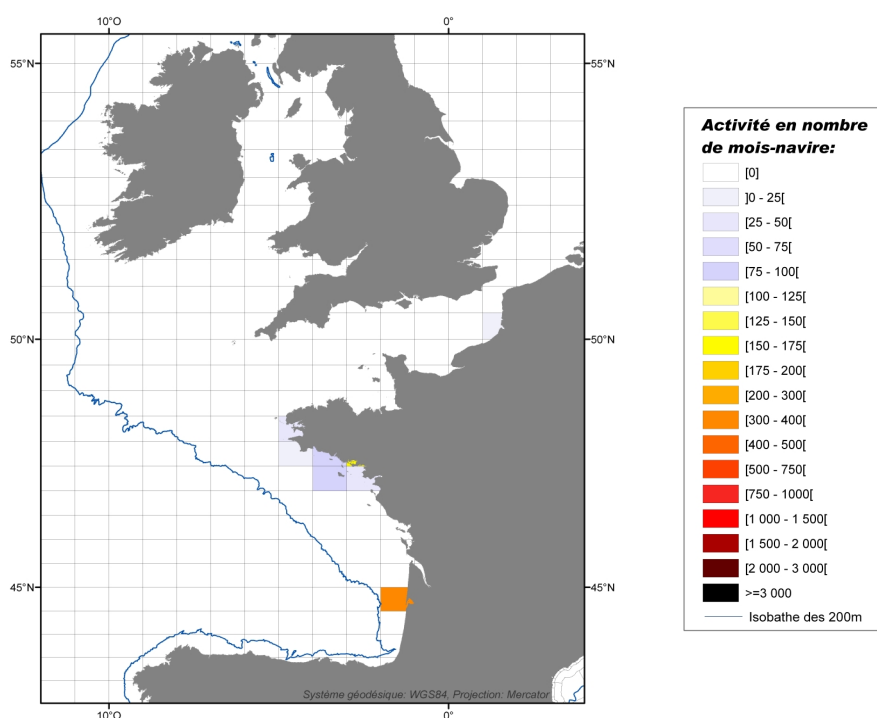 10°O 0°
55°N 55°N
50°N 50°N
45°N 45°N
Système géodésique: WGS84, Projection: Mercator
10°O 0°
Activité en nombre
de mois-navire:
[0]
]0 - 25[
[25 - 50[
[50 - 75[
[75 - 100[
[100 - 125[
[125 - 150[
[150 - 175[
[175 - 200[
[200 - 300[
[300 - 400[
[400 - 500[
[500 - 750[
[750 - 1000[
[1 000 - 1 500[
[1 500 - 2 000[
[2 000 - 3 000[
>=3 000
Isobathe des 200m